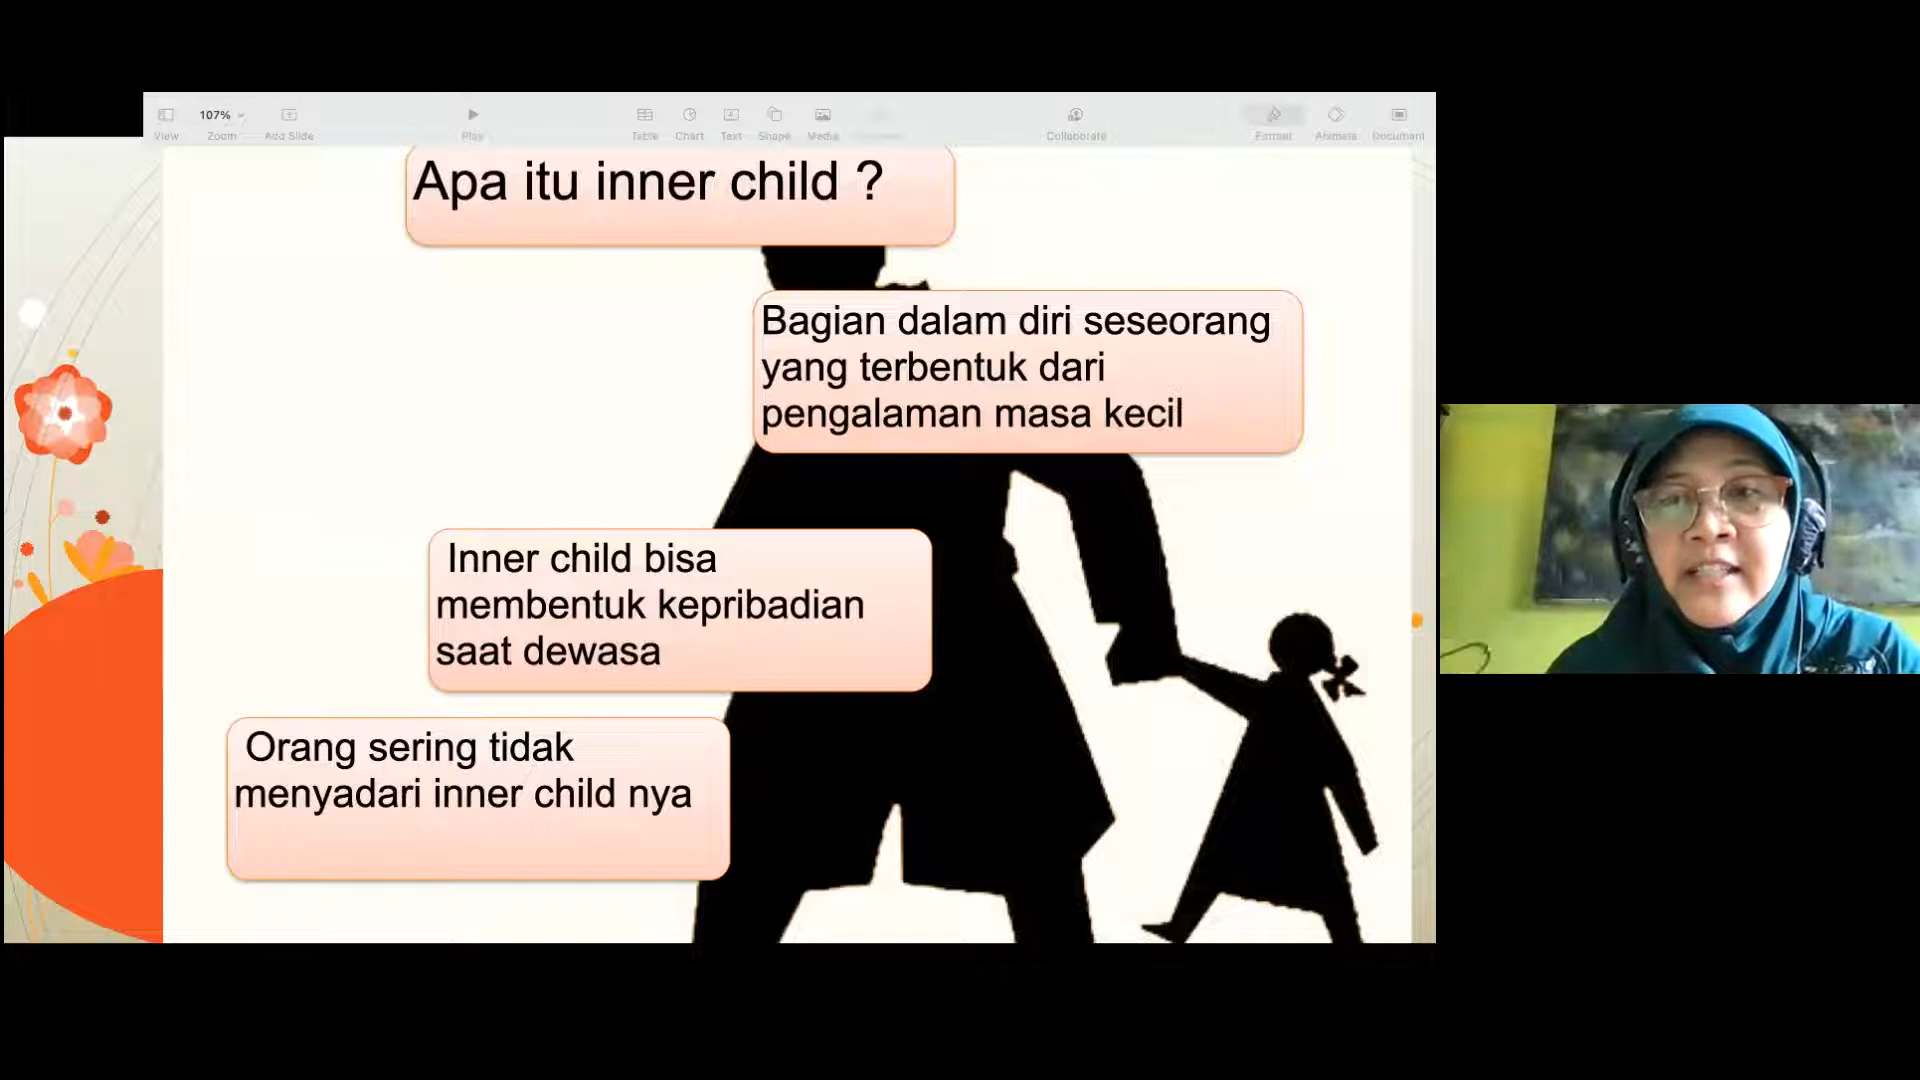 107%
View
Zoom
Add Slide
Play
Table
Chart
Text
Shape
Media
Collaborate
Format
Animate
Document
Apa itu inner child ?
Bagian dalam diri seseorang
yang terbentuk dari
pengalaman masa kecil
Inner child bisa
membentuk kepribadian
saat dewasa
Orang sering tidak
menyadari inner child nya